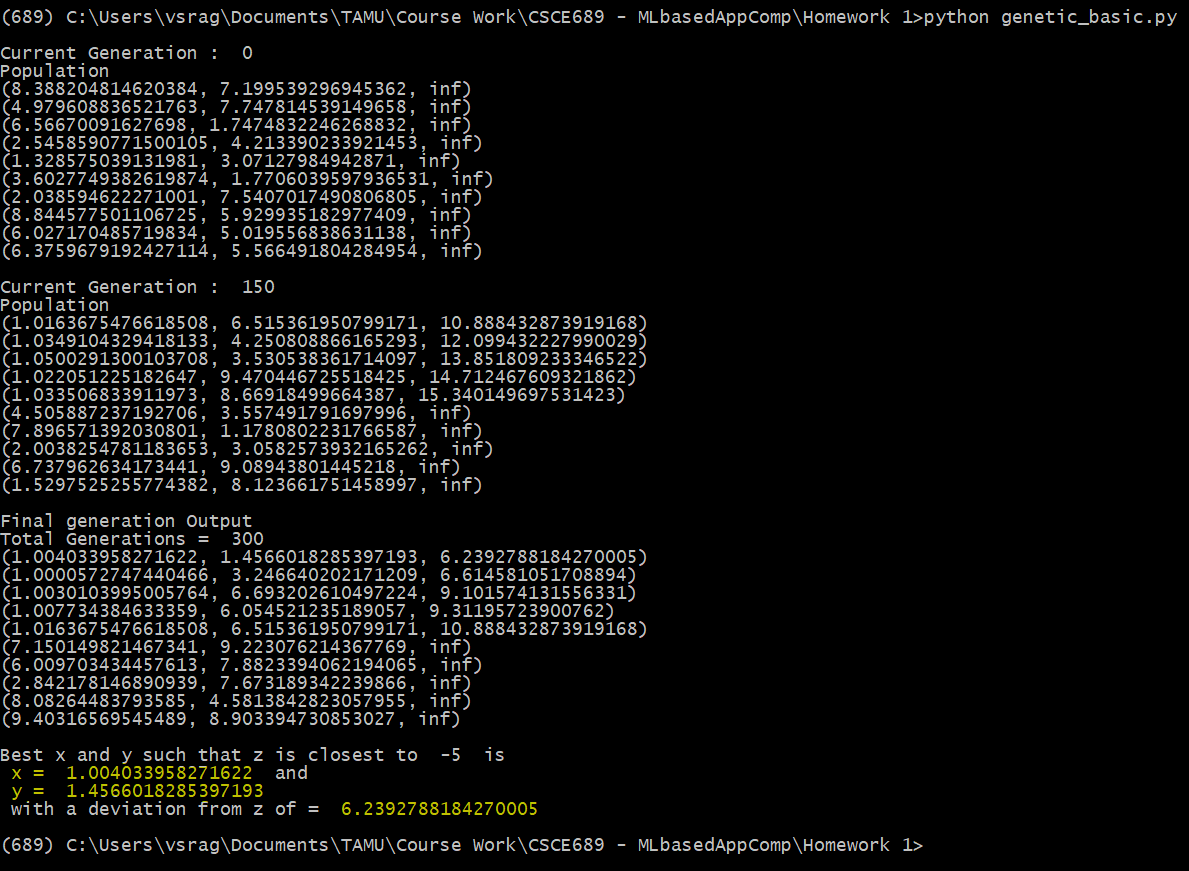 (689) C:\Users\vsrag\Documents\TAMU\Course Work\CSCE689 - MLbasedAppComp\Homework 1>python genetic_basic.py
Current Generation :  0
Population
(8.388204814620384, 7.199539296945362, inf)
(4.979608836521763, 7.747814539149658, inf)
(6.56670091627698, 1.7474832246268832, inf)
(2.5458590771500105, 4.213390233921453, inf)
(1.328575039131981, 3.07127984942871, inf)
(3.6027749382619874, 1.7706039597936531, inf)
(2.038594622271001, 7.5407017490806805, inf)
(8.844577501106725, 5.929935182977409, inf)
(6.027170485719834, 5.019556838631138, inf)
(6.3759679192427114, 5.566491804284954, inf)
Current Generation :  150
Population
(1.0163675476618508, 6.515361950799171, 10.888432873919168)
(1.0349104329418133, 4.250808866165293, 12.099432227990029)
(1.0500291300103708, 3.530538361714097, 13.851809233346522)
(1.022051225182647, 9.470446725518425, 14.712467609321862)
(1.033506833911973, 8.66918499664387, 15.340149697531423)
(4.505887237192706, 3.557491791697996, inf)
(7.896571392030801, 1.1780802231766587, inf)
(2.0038254781183653, 3.0582573932165262, inf)
(6.737962634173441, 9.08943801445218, inf)
(1.5297525255774382, 8.123661751458997, inf)
Final generation Output
Total Generations =  300
(1.004033958271622, 1.4566018285397193, 6.2392788184270005)
(1.0000572747440466, 3.246640202171209, 6.614581051708894)
(1.0030103995005764, 6.693202610497224, 9.101574131556331)
(1.007734384633359, 6.054521235189057, 9.31195723900762)
(1.0163675476618508, 6.515361950799171, 10.888432873919168)
(7.150149821467341, 9.223076214367769, inf)
(6.009703434457613, 7.8823394062194065, inf)
(2.842178146890939, 7.673189342239866, inf)
(8.08264483793585, 4.5813842823057955, inf)
(9.40316569545489, 8.903394730853027, inf)
Best x and y such that z is closest to  -5  is
x =  1.004033958271622  and
y =  1.4566018285397193
with a deviation from z of =  6.2392788184270005
(689) C:\Users\vsrag\Documents\TAMU\Course Work\CSCE689 - MLbasedAppComp\Homework 1>